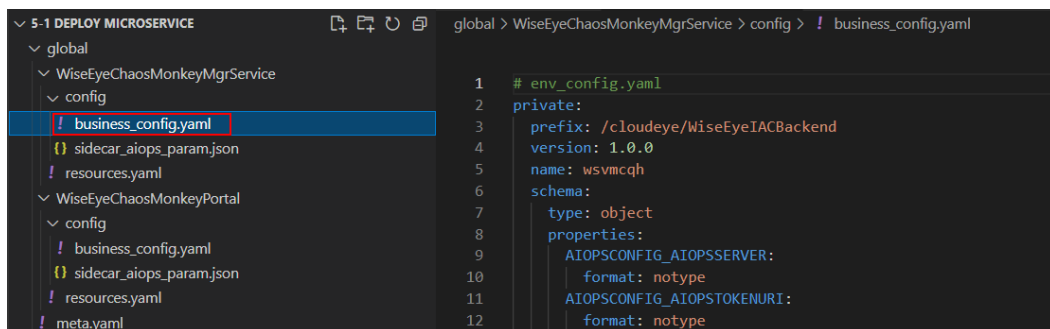 5-1 DEPLOY MICROSERVICE
global
WiseEyeChaosMonkeyMgrService
config
! business_config.yaml
{} sidecar_aiops_param.json
! resources.yaml
WiseEyeChaosMonkeyPortal
config
! business_config.yaml
{} sidecar_aiops_param.json
! resources.yaml
! meta.yaml
global > WiseEyeChaosMonkeyMgrService > config > ! business_config.yaml
1 # env_config.yaml
2 private:
3 prefix: /cloudeye/WiseEyeIACBackend
4 version: 1.0.0
5 name: wsvmcqh
6 schema:
7 type: object
8 properties:
9 AIOPSCONFIG_AIOPSSERVER:
10 format: notype
11 AIOPSCONFIG_AIOPSTOKENURI:
12 format: notype